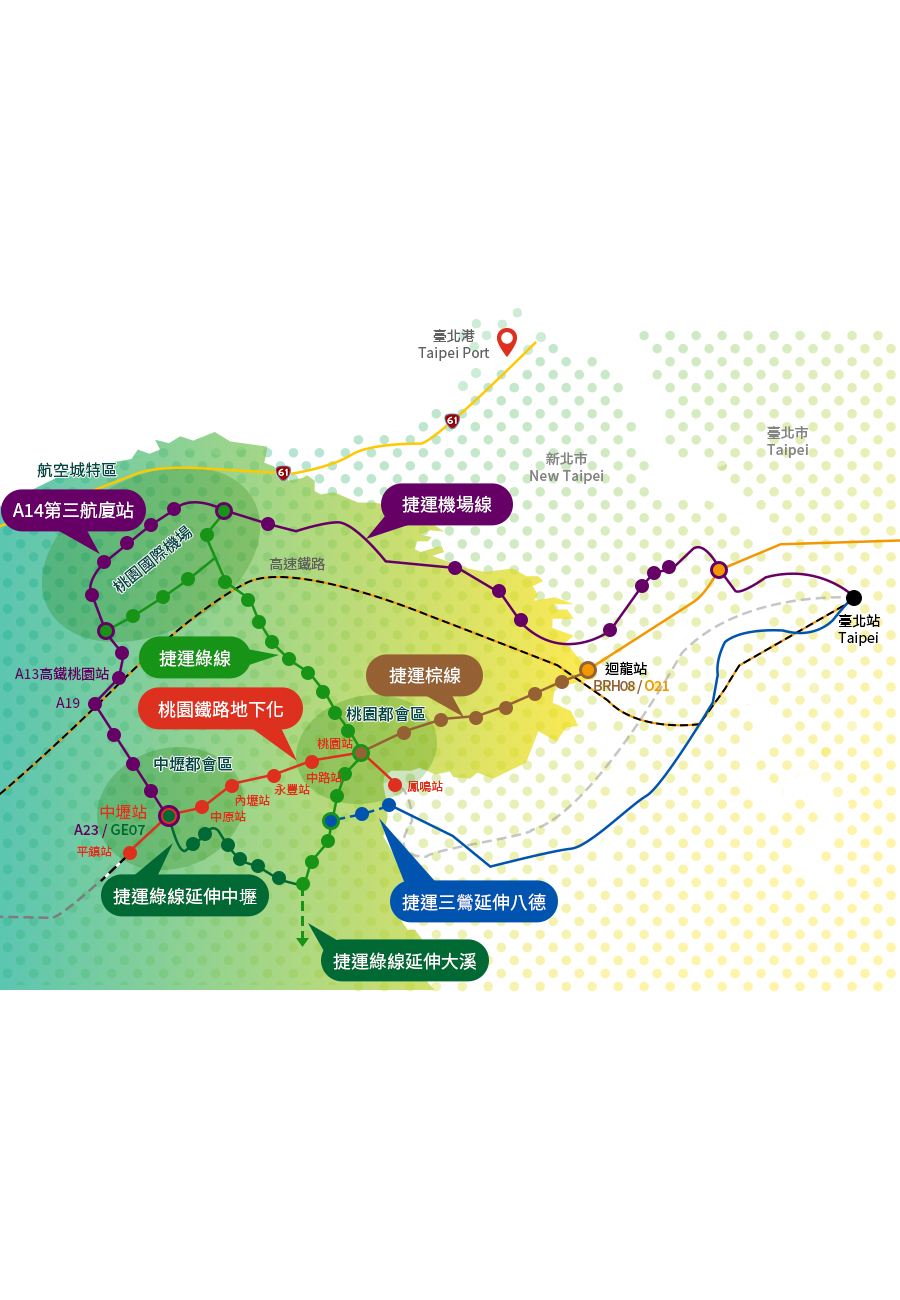 臺北港
Taipei Port
61
臺北市
Taipei
新北市
New Taipei
航空城特區
61
A14第三航廈站
捷運機場線
桃園國際機場
高速鐵路
臺北站
Taipei
捷運綠線
迴龍站
BRH08 / O21
A13高鐵桃園站
捷運棕線
A19
桃園鐵路地下化
桃園都會區
桃園站
中壢都會區
中路站
鳳鳴站
永豐站
內壢站
中壢站
中原站
A23 / GE07
平鎮站
捷運綠線延伸中壢
捷運三鶯延伸八德
捷運綠線延伸大溪